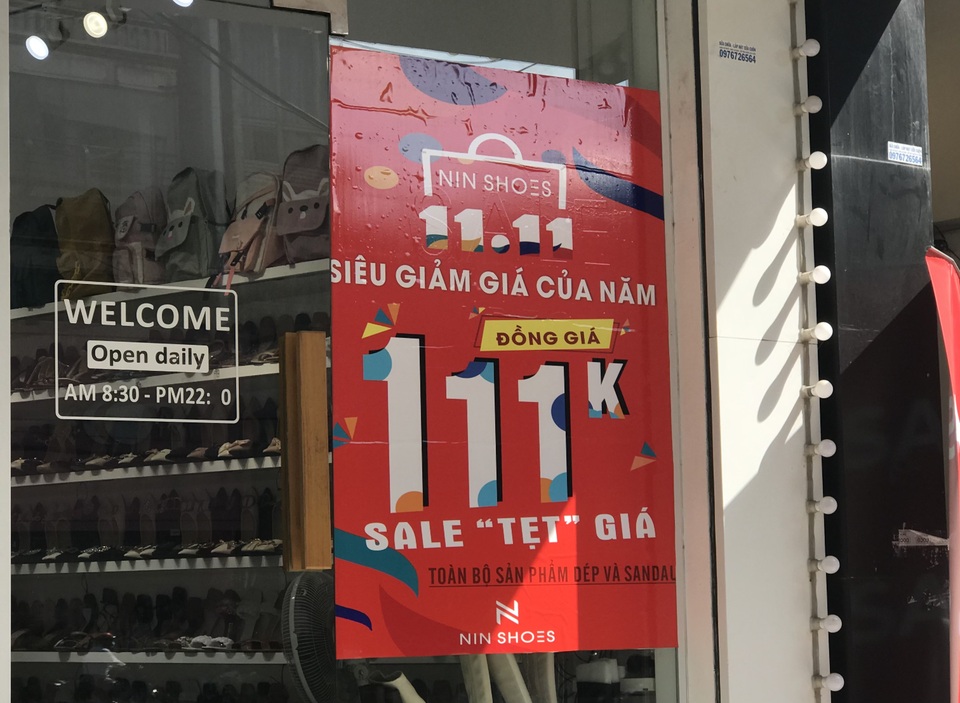 WELCOME
Open daily
AM 8:30 - PM22: 0
NIN SHOES
11.11
SIÊU GIẢM GIÁ CỦA NĂM
ĐỒNG GIÁ
111K
SALE “TẸT” GIÁ
TOÀN BỘ SẢN PHẨM DÉP VÀ SANDAL
NIN SHOES
0976726564
0976726564